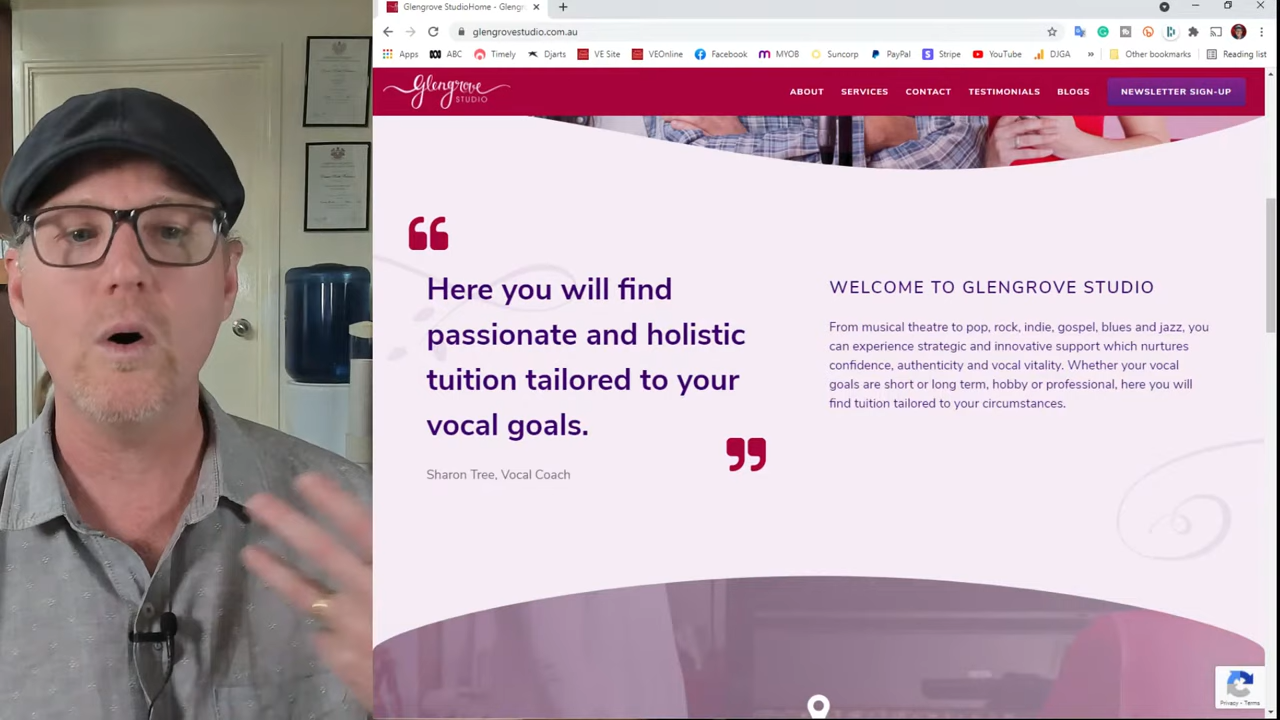 Glengrove StudioHome - Glengr
glengrovestudio.com.au
Apps ABC Timely Djarts VE Site VEOnline Facebook MYOB Suncorp PayPal Stripe YouTube DJGA Other bookmarks Reading list
Glengrove
STUDIO
ABOUT SERVICES CONTACT TESTIMONIALS BLOGS NEWSLETTER SIGN-UP
Here you will find
passionate and holistic
tuition tailored to your
vocal goals.
Sharon Tree, Vocal Coach
WELCOME TO GLENGROVE STUDIO
From musical theatre to pop, rock, indie, gospel, blues and jazz, you
can experience strategic and innovative support which nurtures
confidence, authenticity and vocal vitality. Whether your vocal
goals are short or long term, hobby or professional, here you will
find tuition tailored to your circumstances.
Privacy - Terms